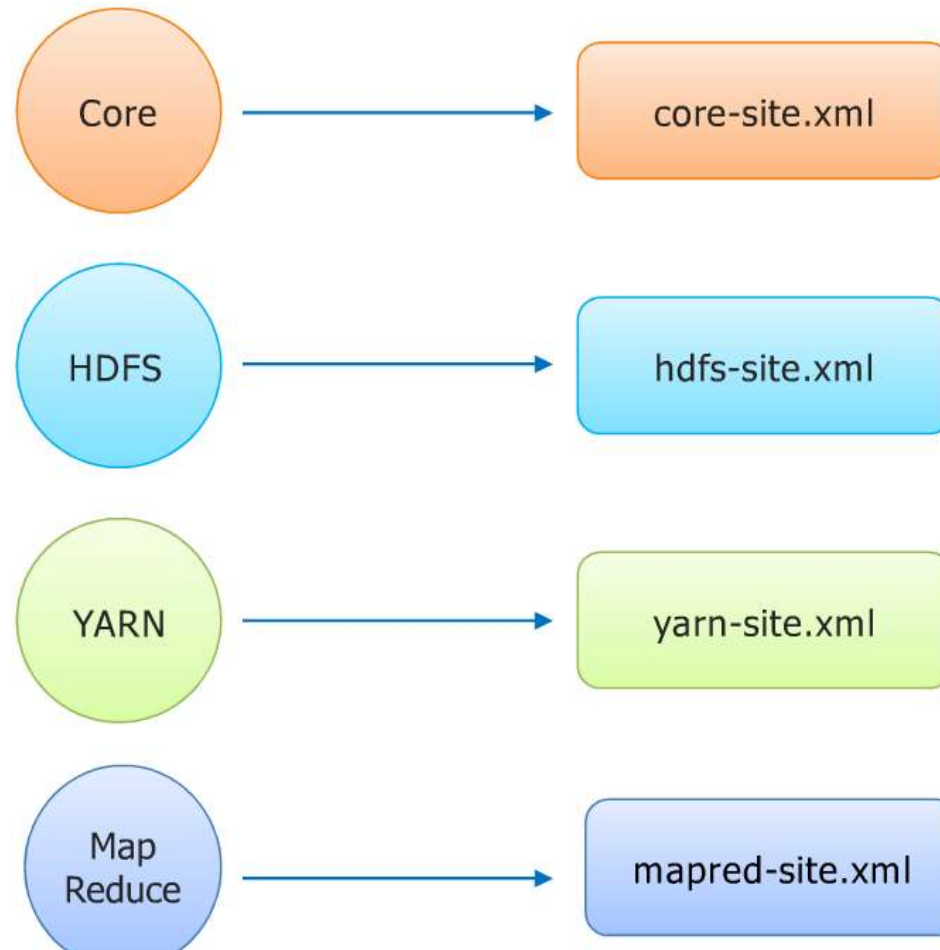 Core
core-site.xml
HDFS
hdfs-site.xml
YARN
yarn-site.xml
Map
Reduce
mapred-site.xml